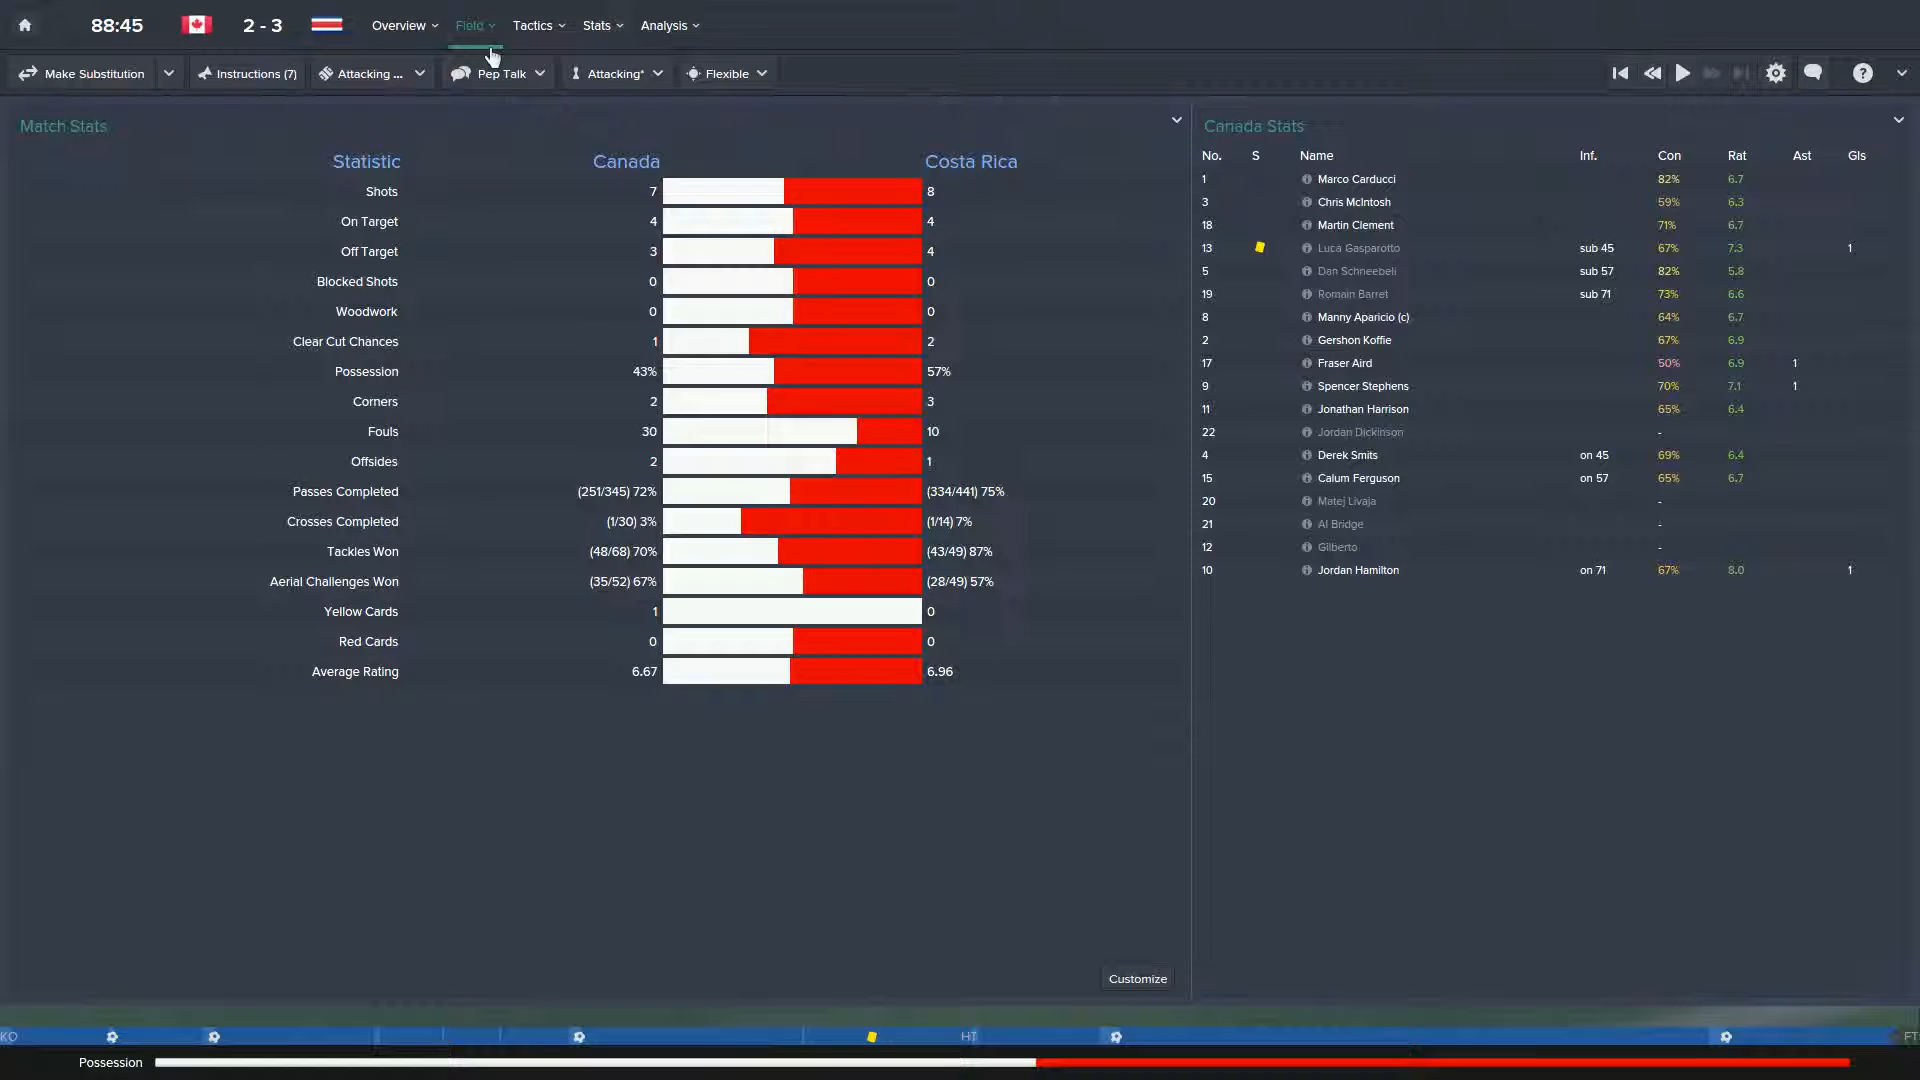 88:45 2 - 3 Overview Field Tactics Stats Analysis
Make Substitution Instructions (7) Attacking ... Pep Talk Attacking* Flexible ?
Match Stats
Statistic Canada Costa Rica
Shots 7 8
On Target 4 4
Off Target 3 4
Blocked Shots 0 0
Woodwork 0 0
Clear Cut Chances 1 2
Possession 43% 57%
Corners 2 3
Fouls 30 10
Offsides 2 1
Passes Completed (251/345) 72% (334/441) 75%
Crosses Completed (1/30) 3% (1/14) 7%
Tackles Won (48/68) 70% (43/49) 87%
Aerial Challenges Won (35/52) 67% (28/49) 57%
Yellow Cards 1 0
Red Cards 0 0
Average Rating 6.67 6.96
Customize
Canada Stats
No. S Name Inf. Con Rat Ast Gls
1 Marco Carducci 82% 6.7
3 Chris McIntosh 59% 6.3
18 Martin Clement 71% 6.7
13 Luca Gasparotto sub 45 67% 7.3 1
5 Dan Schneebeli sub 57 82% 5.8
19 Romain Barret sub 71 73% 6.6
8 Manny Aparicio (c) 64% 6.7
2 Gershon Koffie 67% 6.9
17 Fraser Aird 50% 6.9 1
9 Spencer Stephens 70% 7.1 1
11 Jonathan Harrison 65% 6.4
22 Jordan Dickinson -
4 Derek Smits on 45 69% 6.4
15 Calum Ferguson on 57 65% 6.7
20 Matej Livaja -
21 Al Bridge -
12 Gilberto -
10 Jordan Hamilton on 71 67% 8.0 1
KO HT FT
Possession